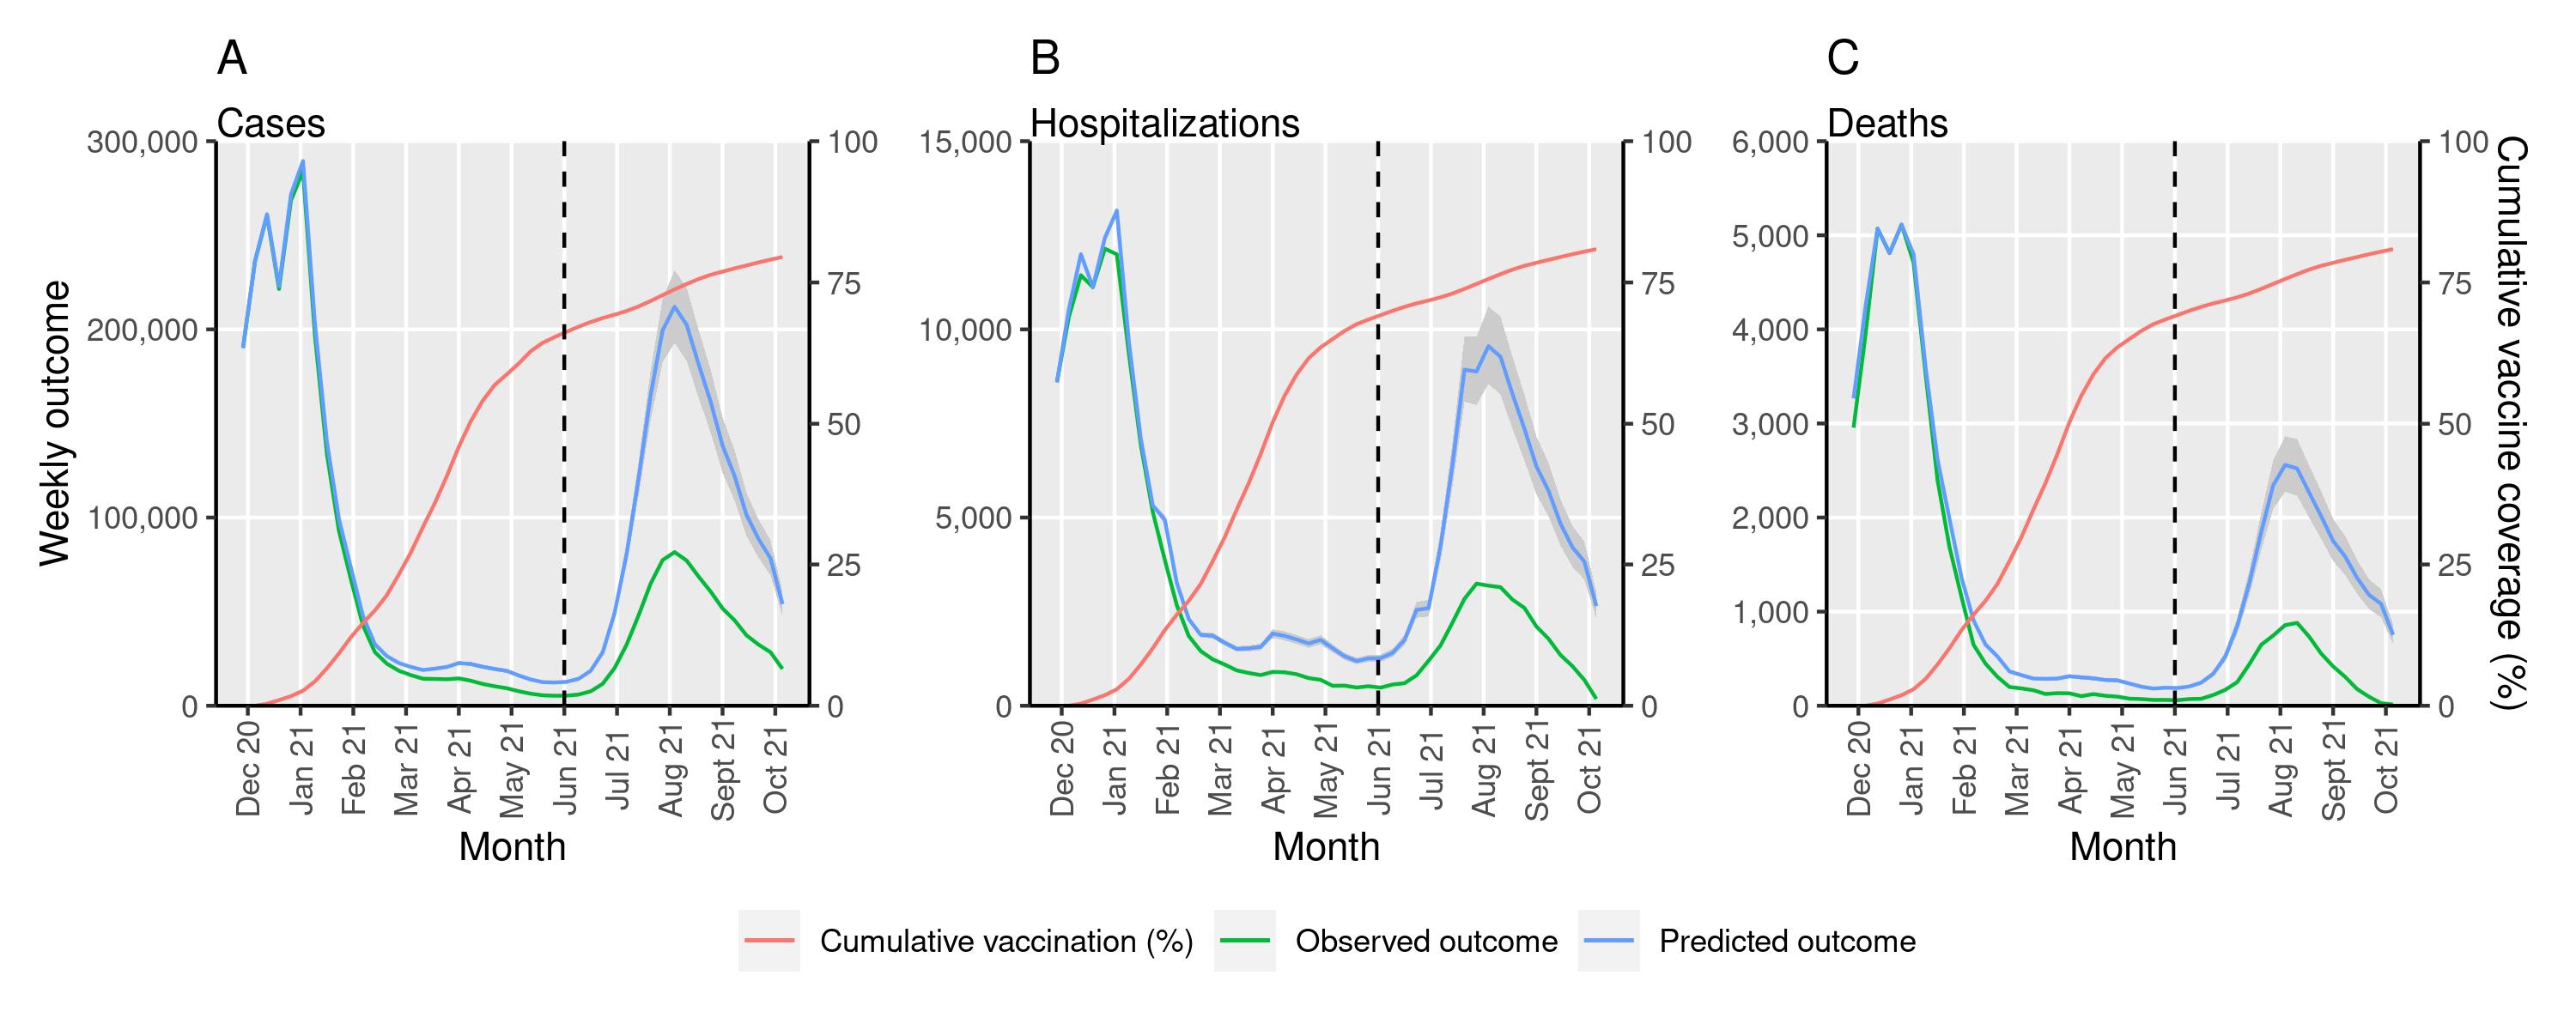 A
B
C
Cases
Hospitalizations
Deaths
300,000
200,000
100,000
0
100
75
50
25
0
15,000
10,000
5,000
0
100
75
50
25
0
6,000
5,000
4,000
3,000
2,000
1,000
0
100
75
50
25
0
Weekly outcome
Cumulative vaccine coverage (%)
Dec 20
Jan 21
Feb 21
Mar 21
Apr 21
May 21
Jun 21
Jul 21
Aug 21
Sept 21
Oct 21
Dec 20
Jan 21
Feb 21
Mar 21
Apr 21
May 21
Jun 21
Jul 21
Aug 21
Sept 21
Oct 21
Dec 20
Jan 21
Feb 21
Mar 21
Apr 21
May 21
Jun 21
Jul 21
Aug 21
Sept 21
Oct 21
Month
Month
Month
Cumulative vaccination (%)
Observed outcome
Predicted outcome